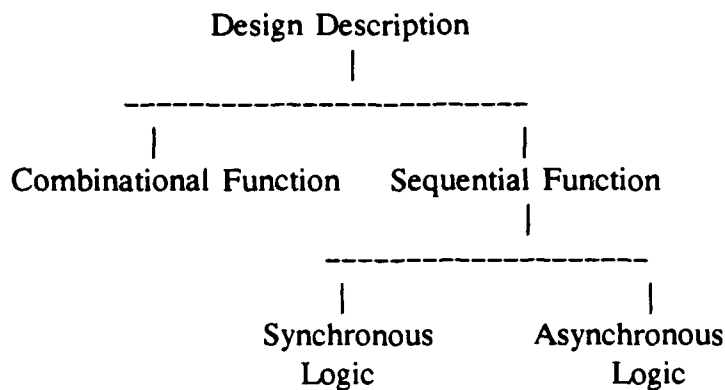 Design Description
Combinational Function Sequential Function
Synchronous Asynchronous
Logic Logic